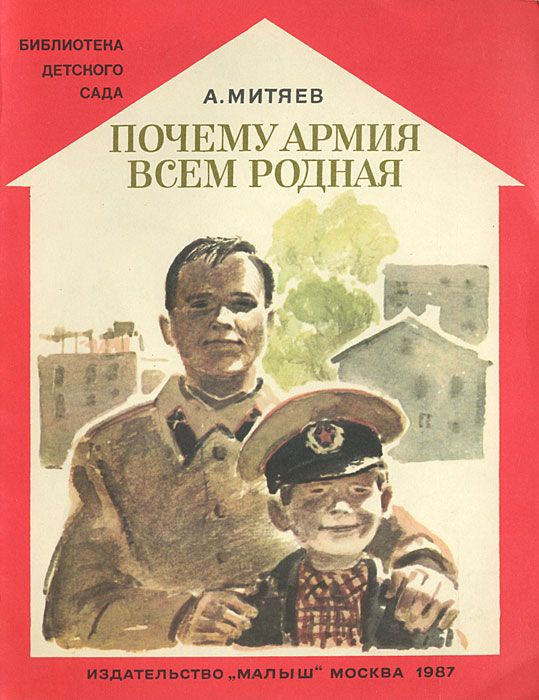 БИБЛИОТЕКА
ДЕТСКОГО
САДА
А. МИТЯЕВ
ПОЧЕМУ АРМИЯ
ВСЕМ РОДНАЯ
ИЗДАТЕЛЬСТВО „МАЛЫШ“ МОСКВА 1987